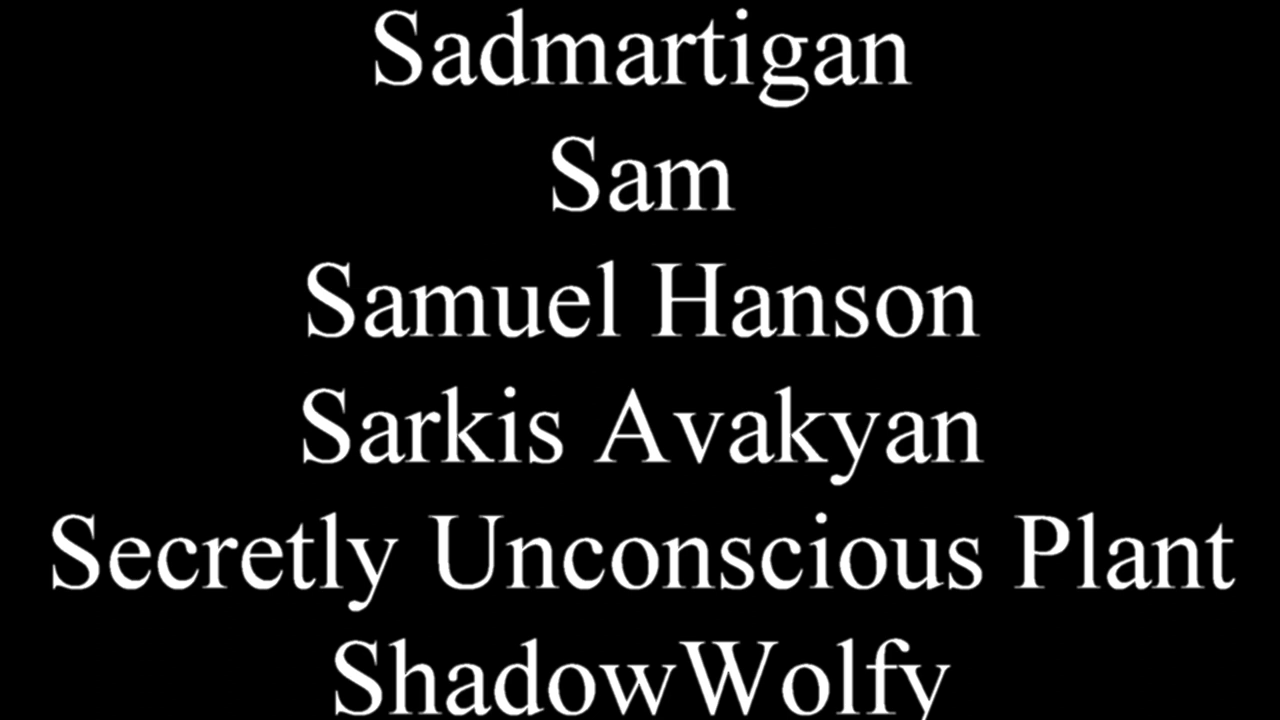 Sadmartigan
Sam
Samuel Hanson
Sarkis Avakyan
Secretly Unconscious Plant
ShadowWolfy